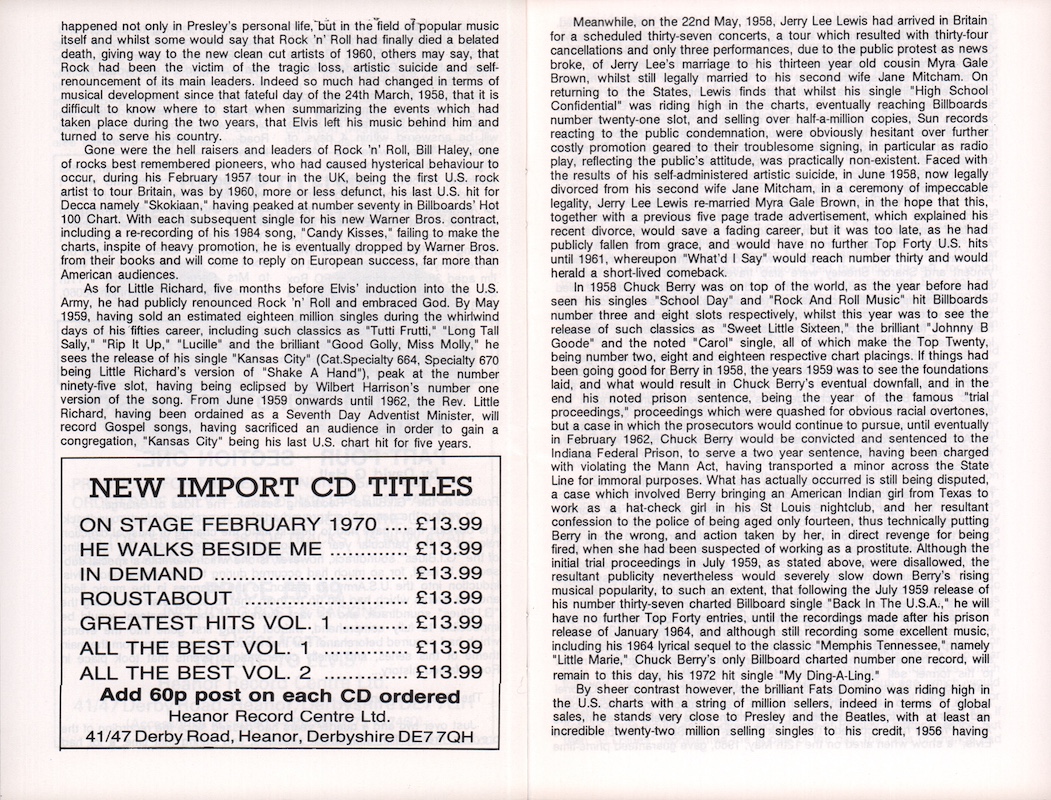 happened not only in Presley's personal life, but in the field of popular music
itself and whilst some would say that Rock 'n' Roll had finally died a belated
death, giving way to the new clean cut artists of 1960, others may say, that
Rock had been the victim of the tragic loss, artistic suicide and self-
renouncement of its main leaders. Indeed so much had changed in terms of
musical development since that fateful day of the 24th March, 1958, that it is
difficult to know where to start when summarizing the events which had
taken place during the two years, that Elvis left his music behind him and
turned to serve his country.
Gone were the hell raisers and leaders of Rock 'n' Roll, Bill Haley, one
of rocks best remembered pioneers, who had caused hysterical behaviour to
occur, during his February 1957 tour in the UK, being the first U.S. rock
artist to tour Britain, was by 1960, more or less defunct, his last U.S. hit for
Decca namely "Skokiaan," having peaked at number seventy in Billboards' Hot
100 Chart. With each subsequent single for his new Warner Bros. contract,
including a re-recording of his 1984 song, "Candy Kisses," failing to make the
charts, inspite of heavy promotion, he is eventually dropped by Warner Bros.
from their books and will come to reply on European success, far more than
American audiences.
As for Little Richard, five months before Elvis' induction into the U.S.
Army, he had publicly renounced Rock 'n' Roll and embraced God. By May
1959, having sold an estimated eighteen million singles during the whirlwind
days of his fifties career, including such classics as "Tutti Frutti," "Long Tall
Sally," "Rip It Up," "Lucille" and the brilliant "Good Golly, Miss Molly," he
sees the release of his single "Kansas City" (Cat.Specialty 664, Specialty 670
being Little Richard's version of "Shake A Hand"), peak at the number
ninety-five slot, having being eclipsed by Wilbert Harrison's number one
version of the song. From June 1959 onwards until 1962, the Rev. Little
Richard, having been ordained as a Seventh Day Adventist Minister, will
record Gospel songs, having sacrificed an audience in order to gain a
congregation, "Kansas City" being his last U.S. chart hit for five years.
NEW IMPORT CD TITLES
ON STAGE FEBRUARY 1970 .... £13.99
HE WALKS BESIDE ME ............ £13.99
IN DEMAND ............................. £13.99
ROUSTABOUT ........................ £13.99
GREATEST HITS VOL. 1 .......... £13.99
ALL THE BEST VOL. 1............... £13.99
ALL THE BEST VOL. 2 .............. £13.99
Add 60p post on each CD ordered
Heanor Record Centre Ltd.
41/47 Derby Road, Heanor, Derbyshire DE7 7QH
Meanwhile, on the 22nd May, 1958, Jerry Lee Lewis had arrived in Britain
for a scheduled thirty-seven concerts, a tour which resulted with thirty-four
cancellations and only three performances, due to the public protest as news
broke, of Jerry Lee's marriage to his thirteen year old cousin Myra Gale
Brown, whilst still legally married to his second wife Jane Mitcham. On
returning to the States, Lewis finds that whilst his single "High School
Confidential" was riding high in the charts, eventually reaching Billboards
number twenty-one slot, and selling over half-a-million copies, Sun records
reacting to the public condemnation, were obviously hesitant over further
costly promotion geared to their troublesome signing, in particular as radio
play, reflecting the public's attitude, was practically non-existent. Faced with
the results of his self-administered artistic suicide, in June 1958, now legally
divorced from his second wife Jane Mitcham, in a ceremony of impeccable
legality, Jerry Lee Lewis re-married Myra Gale Brown, in the hope that this,
together with a previous five page trade advertisement, which explained his
recent divorce, would save a fading career, but it was too late, as he had
publicly fallen from grace, and would have no further Top Forty U.S. hits
until 1961, whereupon "What'd I Say" would reach number thirty and would
herald a short-lived comeback.
In 1958 Chuck Berry was on top of the world, as the year before had
seen his singles "School Day" and "Rock And Roll Music" hit Billboards
number three and eight slots respectively, whilst this year was to see the
release of such classics as "Sweet Little Sixteen," the brilliant "Johnny B
Goode" and the noted "Carol" single, all of which make the Top Twenty,
being number two, eight and eighteen respective chart placings. If things had
been going good for Berry in 1958, the years 1959 was to see the foundations
laid, and what would result in Chuck Berry's eventual downfall, and in the
end his noted prison sentence, being the year of the famous "trial
proceedings," proceedings which were quashed for obvious racial overtones,
but a case in which the prosecutors would continue to pursue, until eventually
in February 1962, Chuck Berry would be convicted and sentenced to the
Indiana Federal Prison, to serve a two year sentence, having been charged
with violating the Mann Act, having transported a minor across the State
Line for immoral purposes. What has actually occurred is still being disputed,
a case which involved Berry bringing an American Indian girl from Texas to
work as a hat-check girl in his St Louis nightclub, and her resultant
confession to the police of being aged only fourteen, thus technically putting
Berry in the wrong, and action taken by her, in direct revenge for being
fired, when she had been suspected of working as a prostitute. Although the
initial trial proceedings in July 1959, as stated above, were disallowed, the
resultant publicity nevertheless would severely slow down Berry's rising
musical popularity, to such an extent, that following the July 1959 release of
his number thirty-seven charted Billboard single "Back In The U.S.A.," he will
have no further Top Forty entries, until the recordings made after his prison
release of January 1964, and although still recording some excellent music,
including his 1964 lyrical sequel to the classic "Memphis Tennessee," namely
"Little Marie," Chuck Berry's only Billboard charted number one record, will
remain to this day, his 1972 hit single "My Ding-A-Ling."
By sheer contrast however, the brilliant Fats Domino was riding high in
the U.S. charts with a string of million sellers, indeed in terms of global
sales, he stands very close to Presley and the Beatles, with at least an
incredible twenty-two million selling singles to his credit, 1956 having